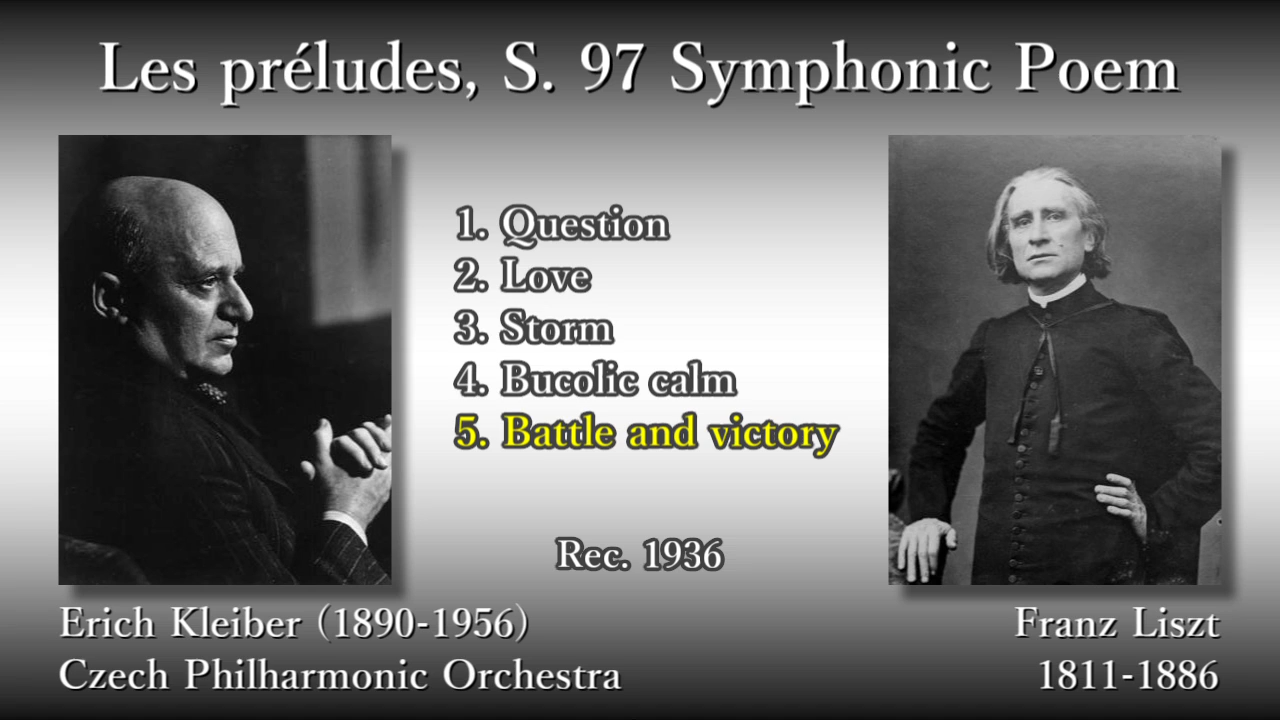 Les préludes, S. 97 Symphonic Poem
1. Question
2. Love
3. Storm
4. Bucolic calm
5. Battle and victory
Rec. 1936
Erich Kleiber (1890-1956)
Czech Philharmonic Orchestra
Franz Liszt
1811-1886